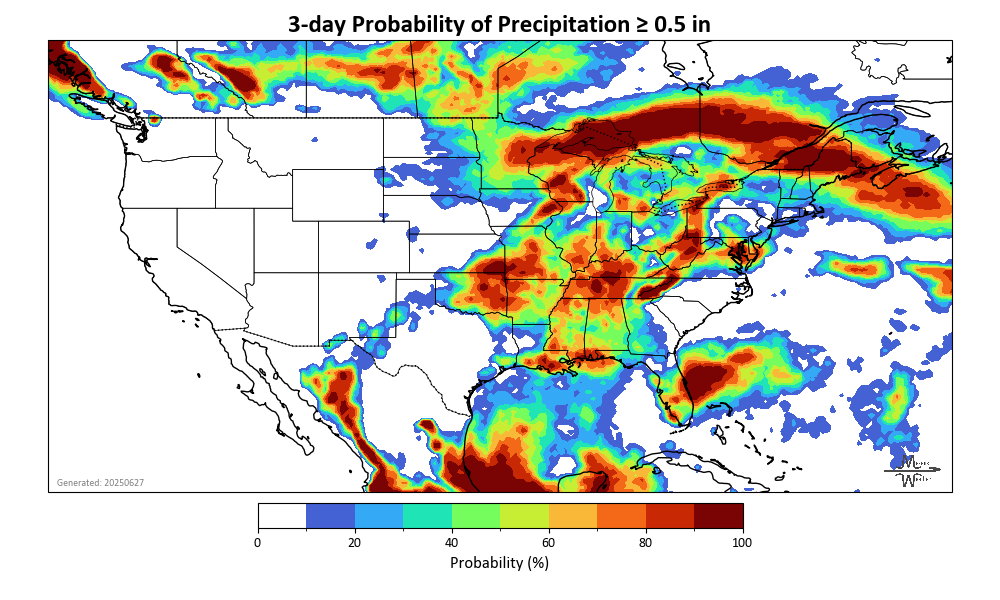 3-day Probability of Precipitation ≥ 0.5 in
Generated: 20250627
0 20 40 60 80 100
Probability (%)